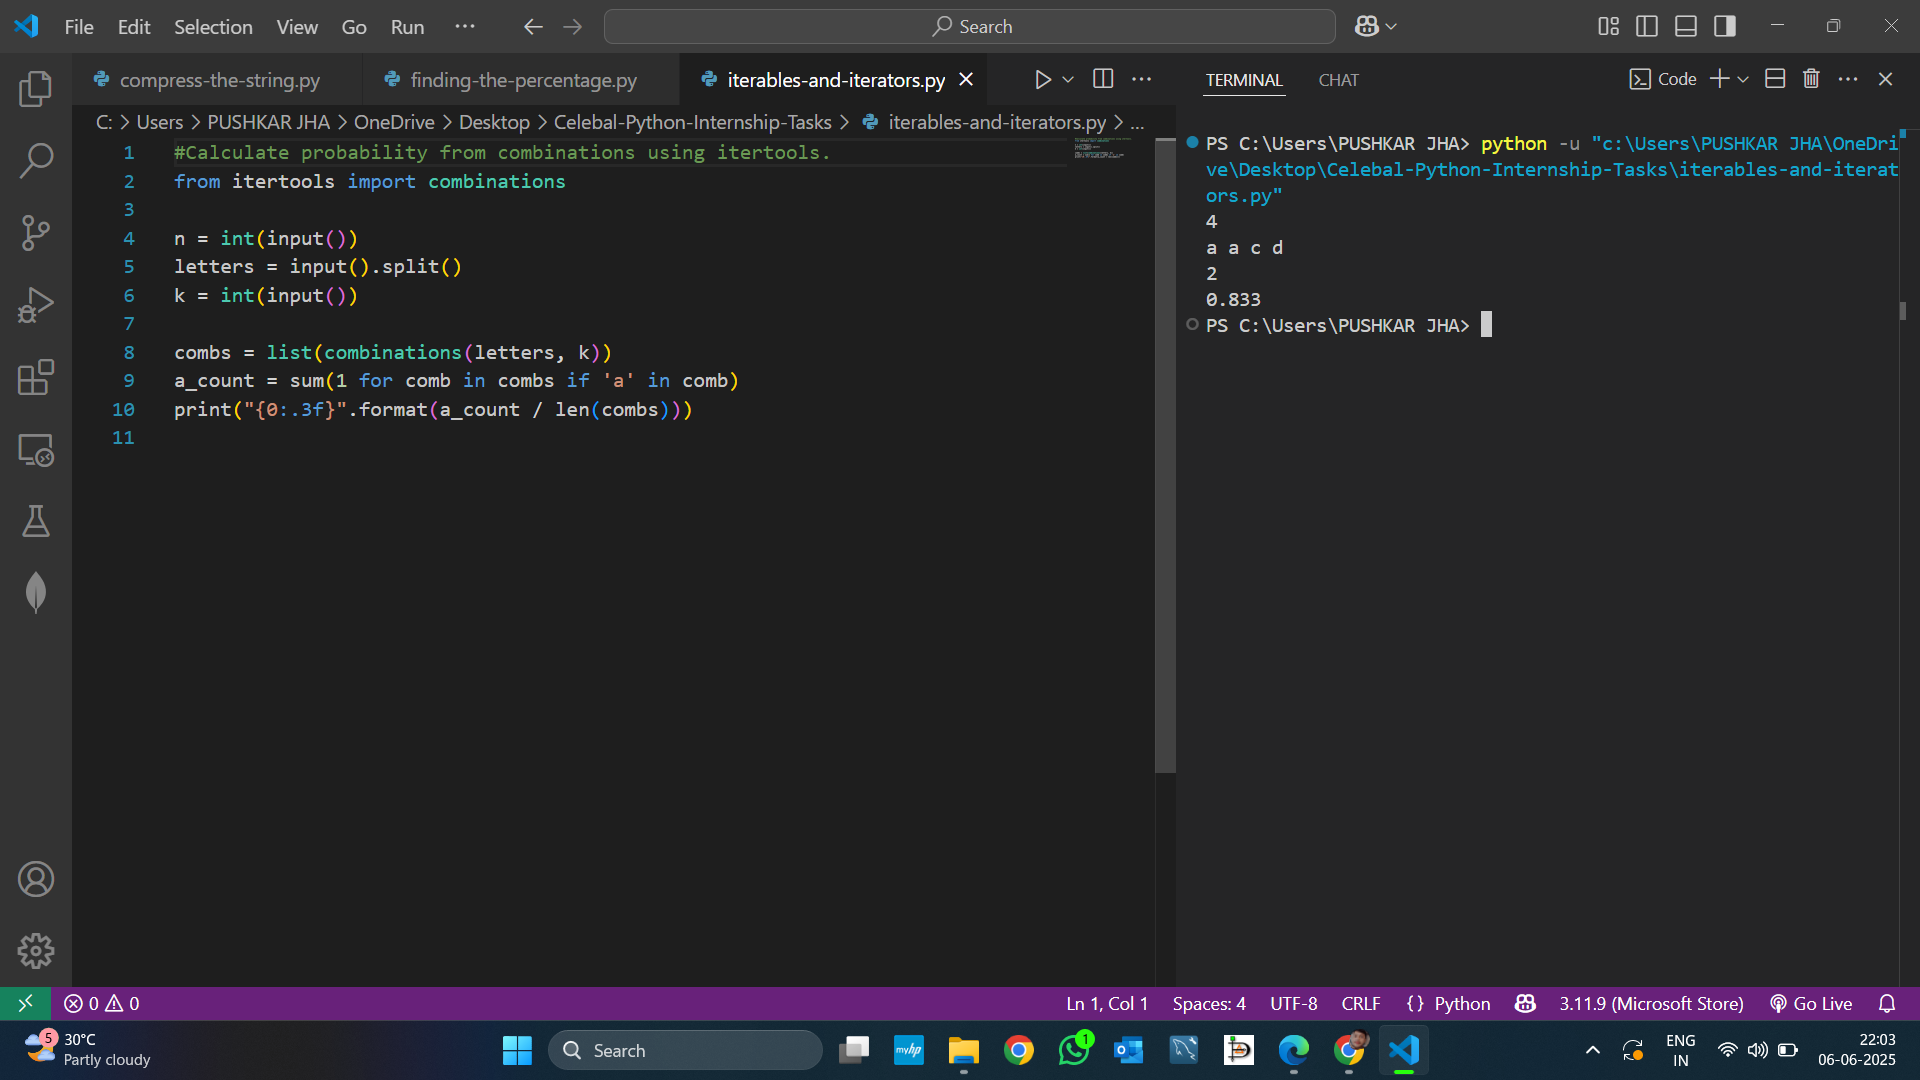 File Edit Selection View Go Run ··· Search
compress-the-string.py finding-the-percentage.py iterables-and-iterators.py TERMINAL CHAT Code
C: > Users > PUSHKAR JHA > OneDrive > Desktop > Celebal-Python-Internship-Tasks > iterables-and-iterators.py > ...
1 #Calculate probability from combinations using itertools.
2 from itertools import combinations
3
4 n = int(input())
5 letters = input().split()
6 k = int(input())
7
8 combs = list(combinations(letters, k))
9 a_count = sum(1 for comb in combs if 'a' in comb)
10 print("{0:.3f}".format(a_count / len(combs)))
11
PS C:\Users\PUSHKAR JHA> python -u "c:\Users\PUSHKAR JHA\OneDri
ve\Desktop\Celebal-Python-Internship-Tasks\iterables-and-iterat
ors.py"
4
a a c d
2
0.833
PS C:\Users\PUSHKAR JHA>
0 0 Ln 1, Col 1 Spaces: 4 UTF-8 CRLF {} Python 3.11.9 (Microsoft Store) Go Live
5 30°C Search myhp 1 ENG 22:03
Partly cloudy IN 06-06-2025